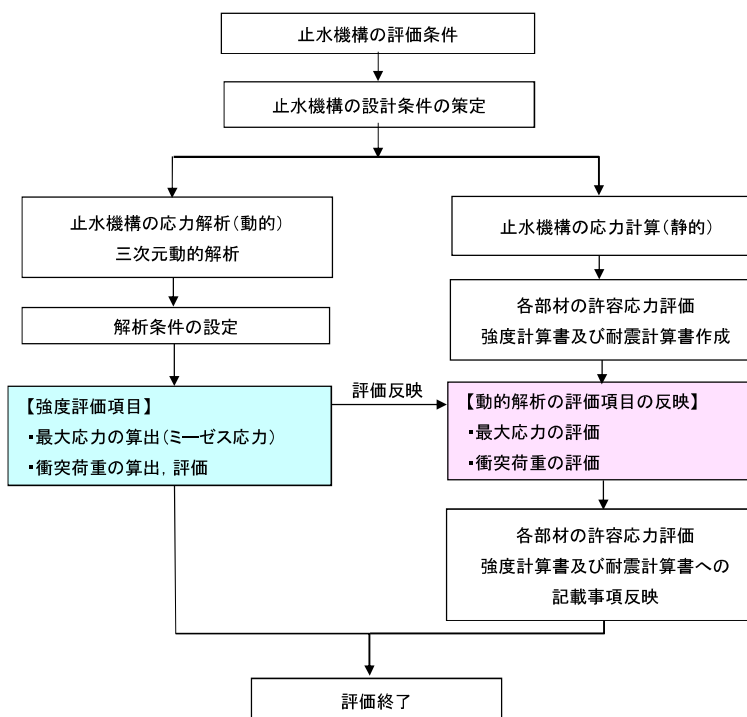 止水機構の評価条件
止水機構の設計条件の策定
止水機構の応力解析(動的)
三次元動的解析
解析条件の設定
【強度評価項目】
・最大応力の算出(ミーゼス応力)
・衝突荷重の算出, 評価
評価反映
止水機構の応力計算(静的)
各部材の許容応力評価
強度計算書及び耐震計算書作成
【動的解析の評価項目の反映】
・最大応力の評価
・衝突荷重の評価
各部材の許容応力評価
強度計算書及び耐震計算書への
記載事項反映
評価終了